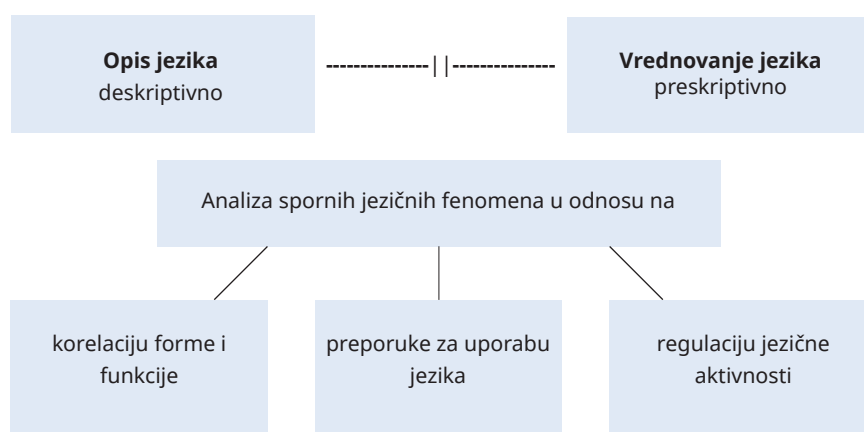 Opis jezika
deskriptivno
---------------||---------------
Vrednovanje jezika
preskriptivno
Analiza spornih jezičnih fenomena u odnosu na
korelaciju forme i
funkcije
preporuke za uporabu
jezika
regulaciju jezične
aktivnosti